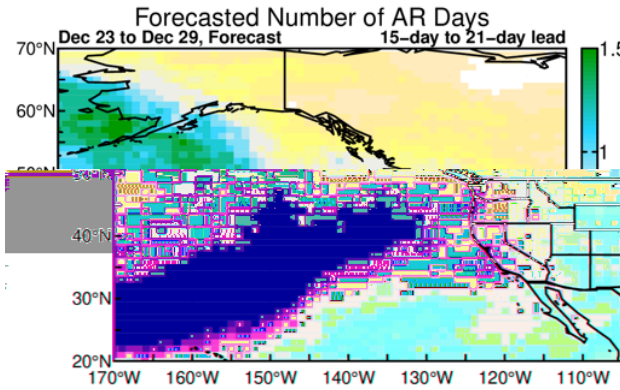 Forecasted Number of AR Days
Dec 23 to Dec 29, Forecast 15-day to 21-day lead
70°N
1.5
60°N
1
40°N
30°N
20°N
170°W 160°W 150°W 140°W 130°W 120°W 110°W